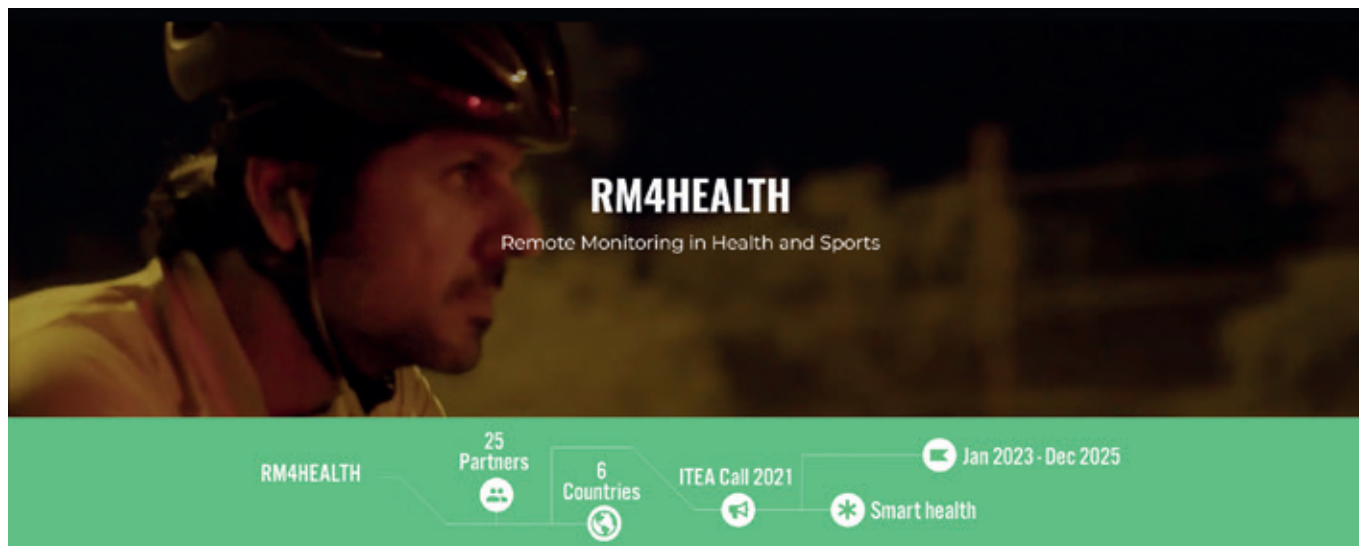 RM4HEALTH
Remote Monitoring in Health and Sports
RM4HEALTH
25
Partners
6
Countries
ITEA Call 2021
Jan 2023 - Dec 2025
Smart health